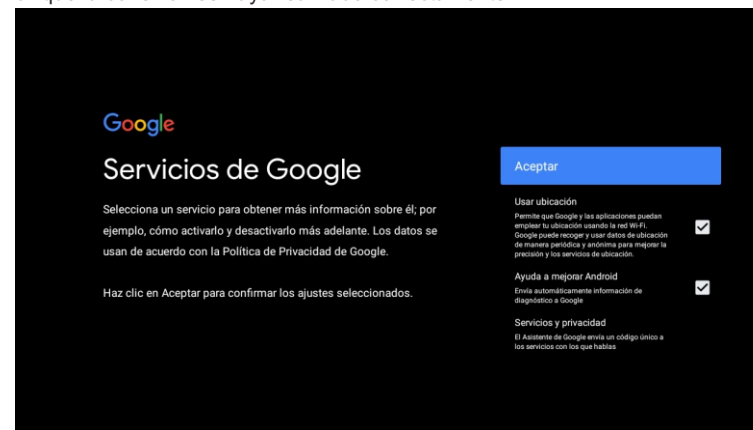 Google
Servicios de Google
Selecciona un servicio para obtener más información sobre él; por
ejemplo, cómo activarlo y desactivarlo más adelante. Los datos se
usan de acuerdo con la Política de Privacidad de Google.
Haz clic en Aceptar para confirmar los ajustes seleccionados.
Aceptar
Usar ubicación
Permite que Google y las aplicaciones puedan
emplear tu ubicación usando la red Wi-Fi.
Google puede recoger y usar datos de ubicación
de manera periódica y anónima para mejorar la
precisión y los servicios de ubicación.
Ayuda a mejorar Android
Envía automáticamente información de
diagnóstico a Google
Servicios y privacidad
El Asistente de Google envía un código único a
los servicios con los que hablas